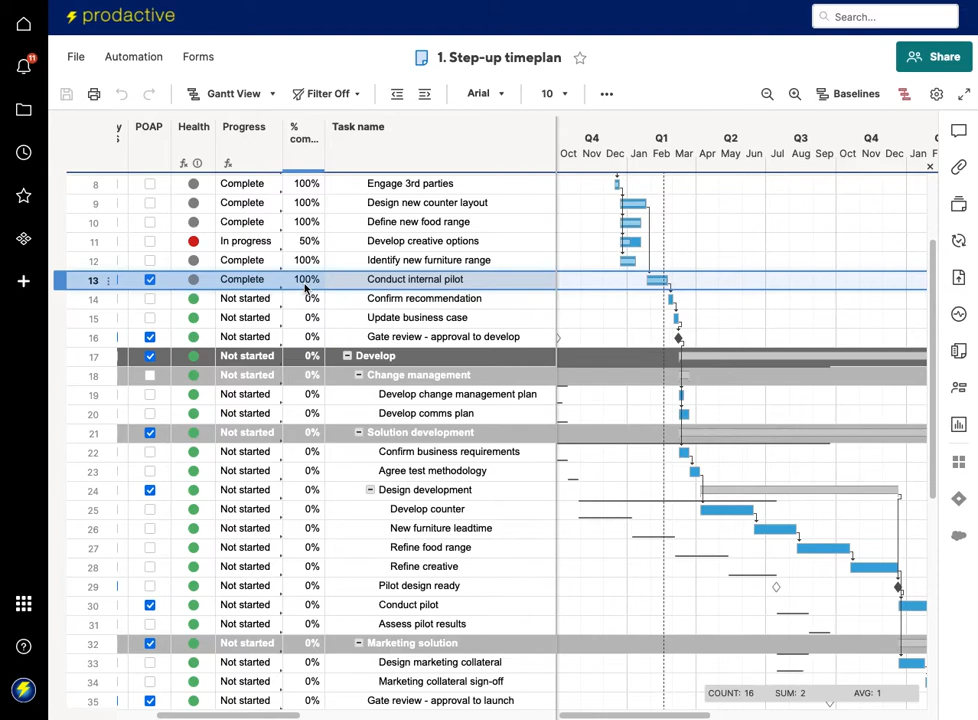 prodactive
Search...
11
File Automation Forms
1. Step-up timeplan
Share
Gantt View Filter Off Arial 10 Baselines
POAP Health Progress % com... Task name
Q4 Q1 Q2 Q3 Q4
Oct Nov Dec Jan Feb Mar Apr May Jun Jul Aug Sep Oct Nov Dec Jan F
8 Complete 100% Engage 3rd parties
9 Complete 100% Design new counter layout
10 Complete 100% Define new food range
11 In progress 50% Develop creative options
12 Complete 100% Identify new furniture range
13 Complete 100% Conduct internal pilot
14 Not started 0% Confirm recommendation
15 Not started 0% Update business case
16 Not started 0% Gate review - approval to develop
17 Not started 0% Develop
18 Not started 0% Change management
19 Not started 0% Develop change management plan
20 Not started 0% Develop comms plan
21 Not started 0% Solution development
22 Not started 0% Confirm business requirements
23 Not started 0% Agree test methodology
24 Not started 0% Design development
25 Not started 0% Develop counter
26 Not started 0% New furniture leadtime
27 Not started 0% Refine food range
28 Not started 0% Refine creative
29 Not started 0% Pilot design ready
30 Not started 0% Conduct pilot
31 Not started 0% Assess pilot results
32 Not started 0% Marketing solution
33 Not started 0% Design marketing collateral
34 Not started 0% Marketing collateral sign-off
35 Not started 0% Gate review - approval to launch
COUNT: 16 SUM: 2 AVG: 1